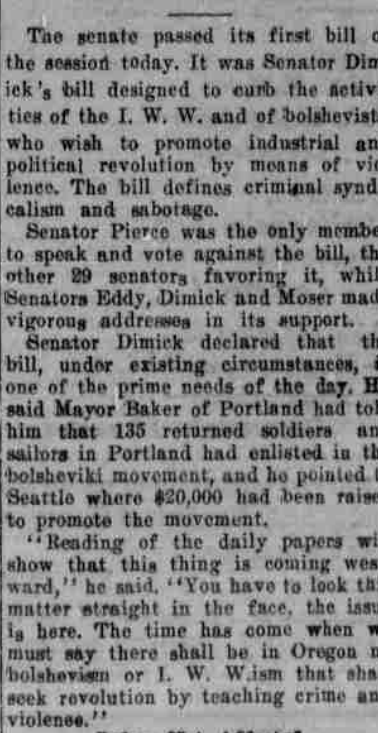 The senate passed its first bill o
the session today. It was Senator Dim
ick's bill designed to curb the activ
ties of the I. W. W. and of bolshevist
who wish to promote industrial an
political revolution by means of vio
lence. The bill defines criminal synd
calism and sabotage.
Senator Pierce was the only membe
to speak and vote against the bill, th
other 29 senators favoring it, whil
Senators Eddy, Dimick and Moser mad
vigorous addresses in its support.
Senator Dimick declared that th
bill, under existing circumstances, i
one of the prime needs of the day. H
said Mayor Baker of Portland had tol
him that 135 returned soldiers an
sailors in Portland had enlisted in th
bolsheviki movement, and he pointed t
Seattle where $20,000 had been raise
to promote the movement.
"Reading of the daily papers wi
show that this thing is coming wes
ward," he said. "You have to look th
matter straight in the face, the issu
is here. The time has come when w
must say there shall be in Oregon n
bolshevism or I. W. W.ism that sha
seek revolution by teaching crime an
violence."